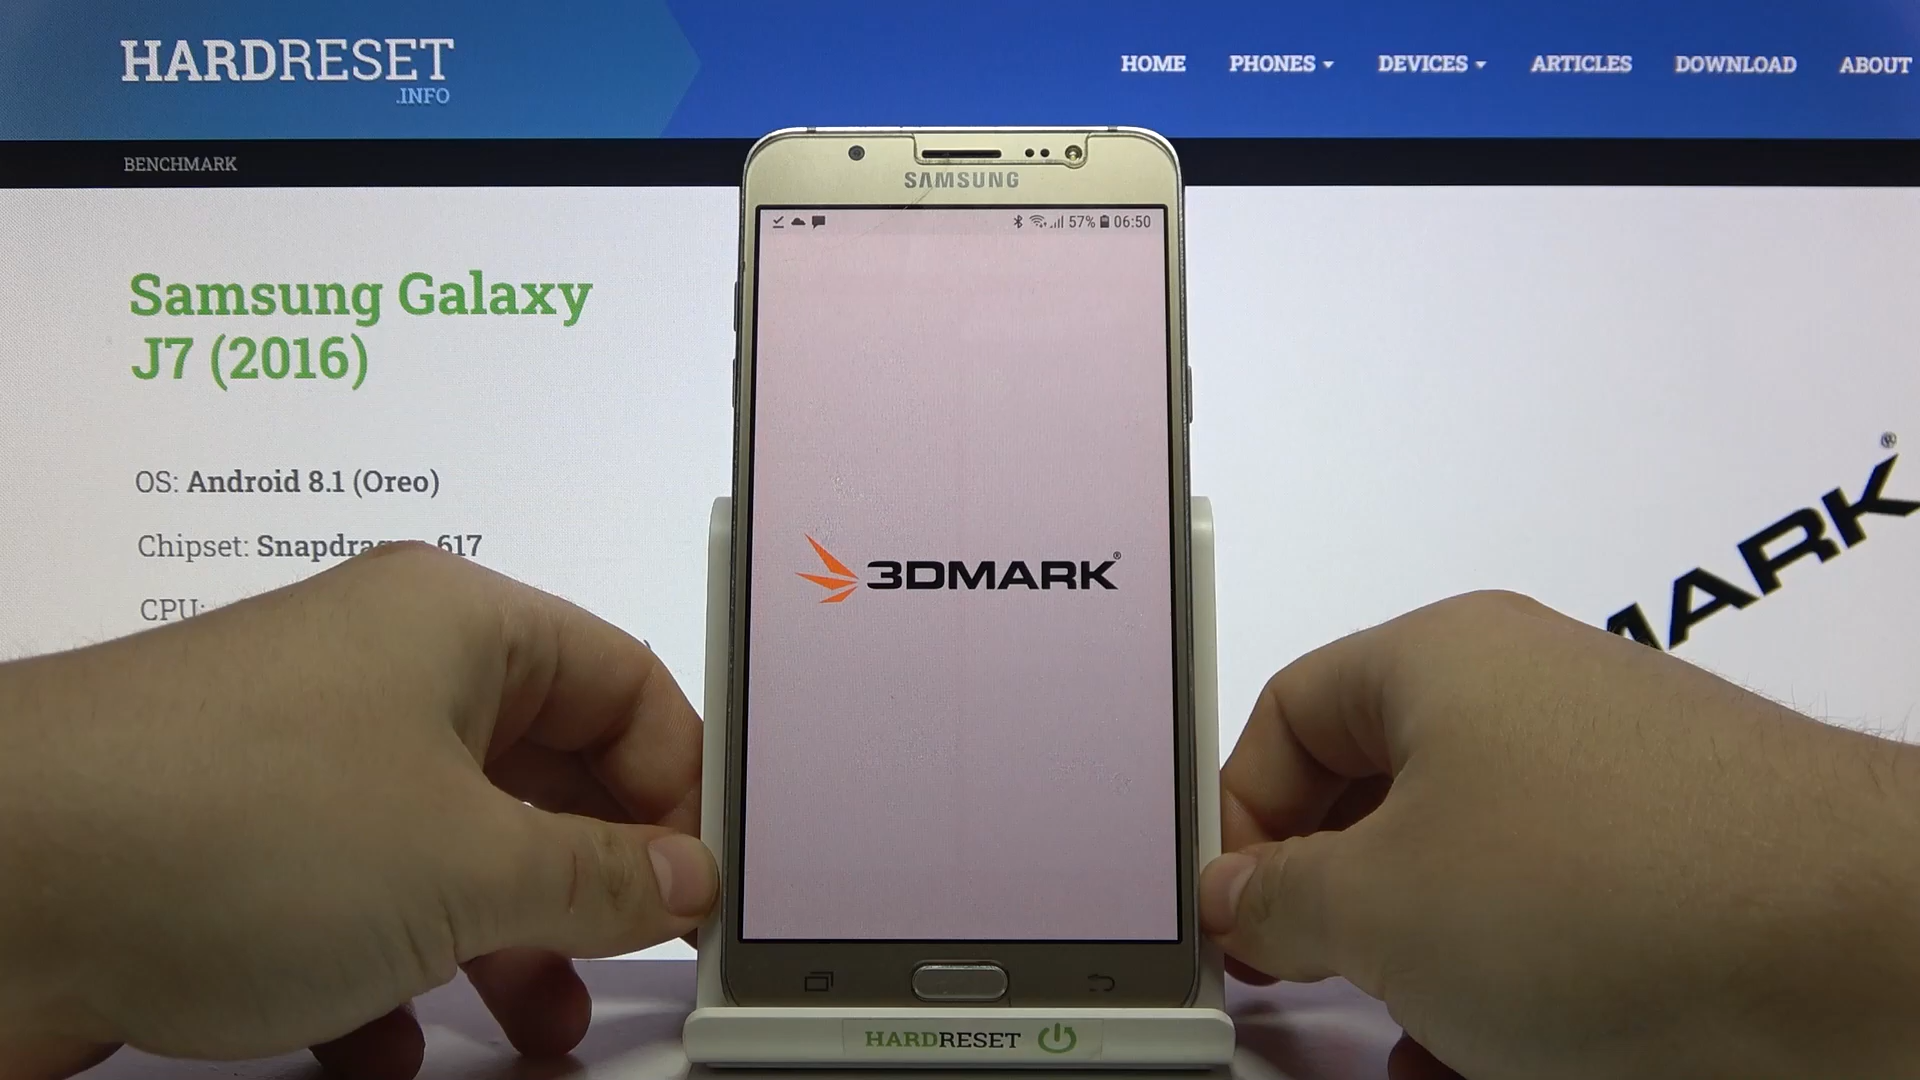 HARDRESET
.INFO
HOME PHONES DEVICES ARTICLES DOWNLOAD ABOUT
BENCHMARK
SAMSUNG
57% 06:50
Samsung Galaxy
J7 (2016)
OS: Android 8.1 (Oreo)
Chipset: 617
CPU:
3DMARK®
MARK®
HARDRESET